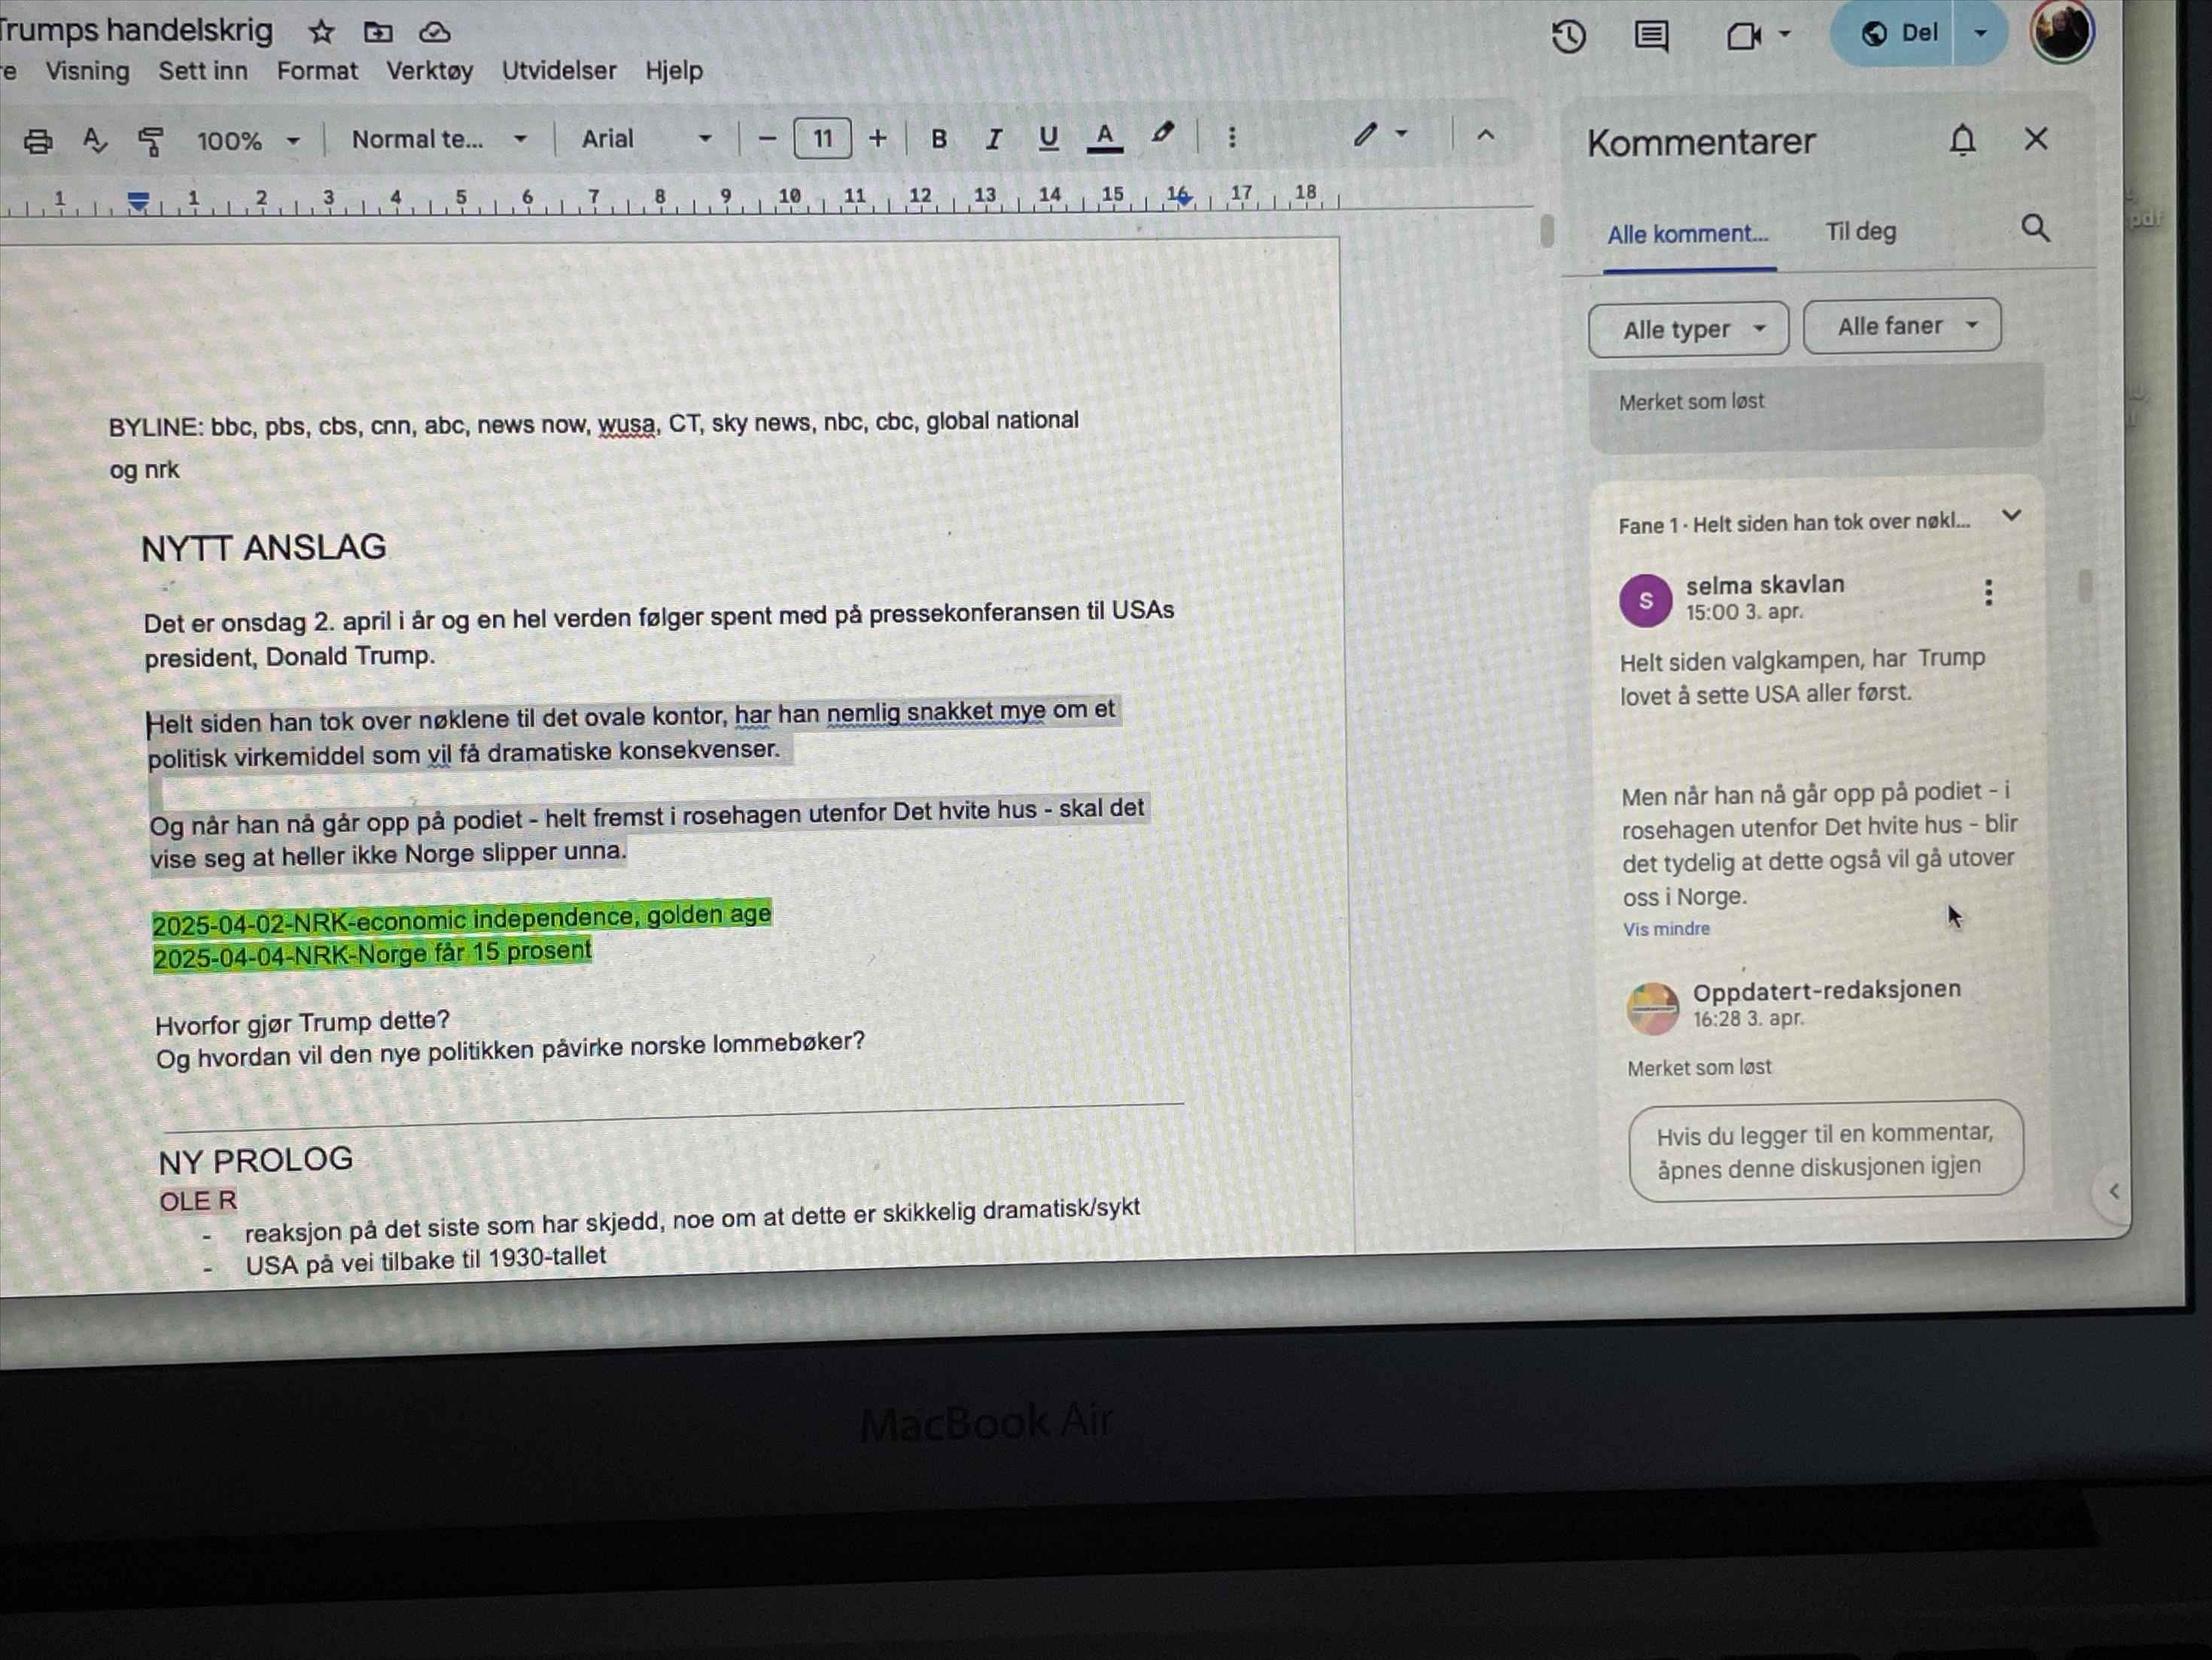 Trumps handelskrig
Visning Sett inn Format Verktøy Utvidelser Hjelp
Del
100% Normal te... Arial − 11 + B I U A
1 1 2 3 4 5 6 7 8 9 10 11 12 13 14 15 16 17 18
BYLINE: bbc, pbs, cbs, cnn, abc, news now, wusa, CT, sky news, nbc, cbc, global national
og nrk
NYTT ANSLAG
Det er onsdag 2. april i år og en hel verden følger spent med på pressekonferansen til USAs
president, Donald Trump.
Helt siden han tok over nøklene til det ovale kontor, har han nemlig snakket mye om et
politisk virkemiddel som vil få dramatiske konsekvenser.
Og når han nå går opp på podiet - helt fremst i rosehagen utenfor Det hvite hus - skal det
vise seg at heller ikke Norge slipper unna.
2025-04-02-NRK-economic independence, golden age
2025-04-04-NRK-Norge får 15 prosent
Hvorfor gjør Trump dette?
Og hvordan vil den nye politikken påvirke norske lommebøker?
NY PROLOG
OLE R
- reaksjon på det siste som har skjedd, noe om at dette er skikkelig dramatisk/sykt
- USA på vei tilbake til 1930-tallet
Kommentarer
Alle komment... Til deg
Alle typer Alle faner
Merket som løst
Fane 1 · Helt siden han tok over nøkl...
S
selma skavlan
15:00 3. apr.
Helt siden valgkampen, har Trump
lovet å sette USA aller først.
Men når han nå går opp på podiet - i
rosehagen utenfor Det hvite hus - blir
det tydelig at dette også vil gå utover
oss i Norge.
Vis mindre
Oppdatert-redaksjonen
16:28 3. apr.
Merket som løst
Hvis du legger til en kommentar,
åpnes denne diskusjonen igjen
pdf
MacBook Air